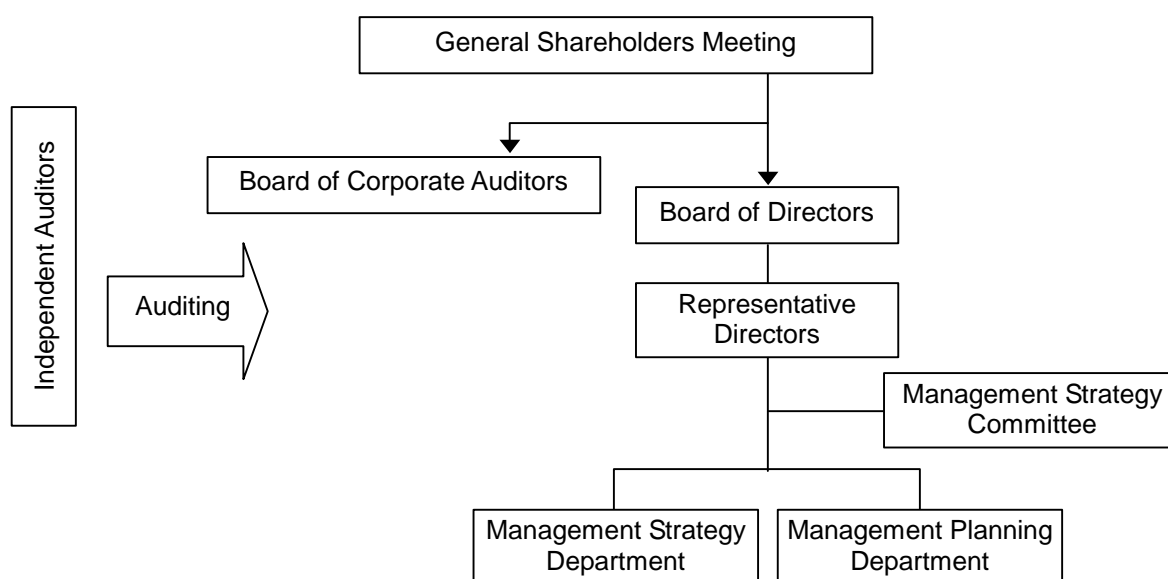 General Shareholders Meeting
Independent Auditors
Board of Corporate Auditors
Board of Directors
Auditing
Representative
Directors
Management Strategy
Committee
Management Strategy
Department
Management Planning
Department